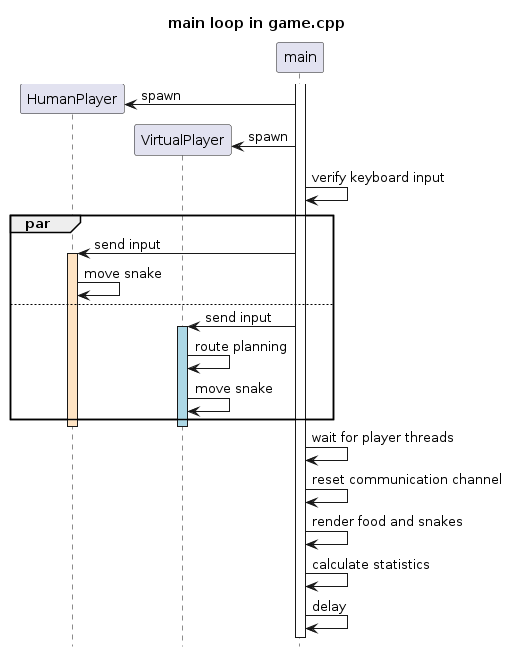 main loop in game.cpp
main
HumanPlayer
spawn
VirtualPlayer
spawn
verify keyboard input
par
send input
move snake
send input
route planning
move snake
wait for player threads
reset communication channel
render food and snakes
calculate statistics
delay